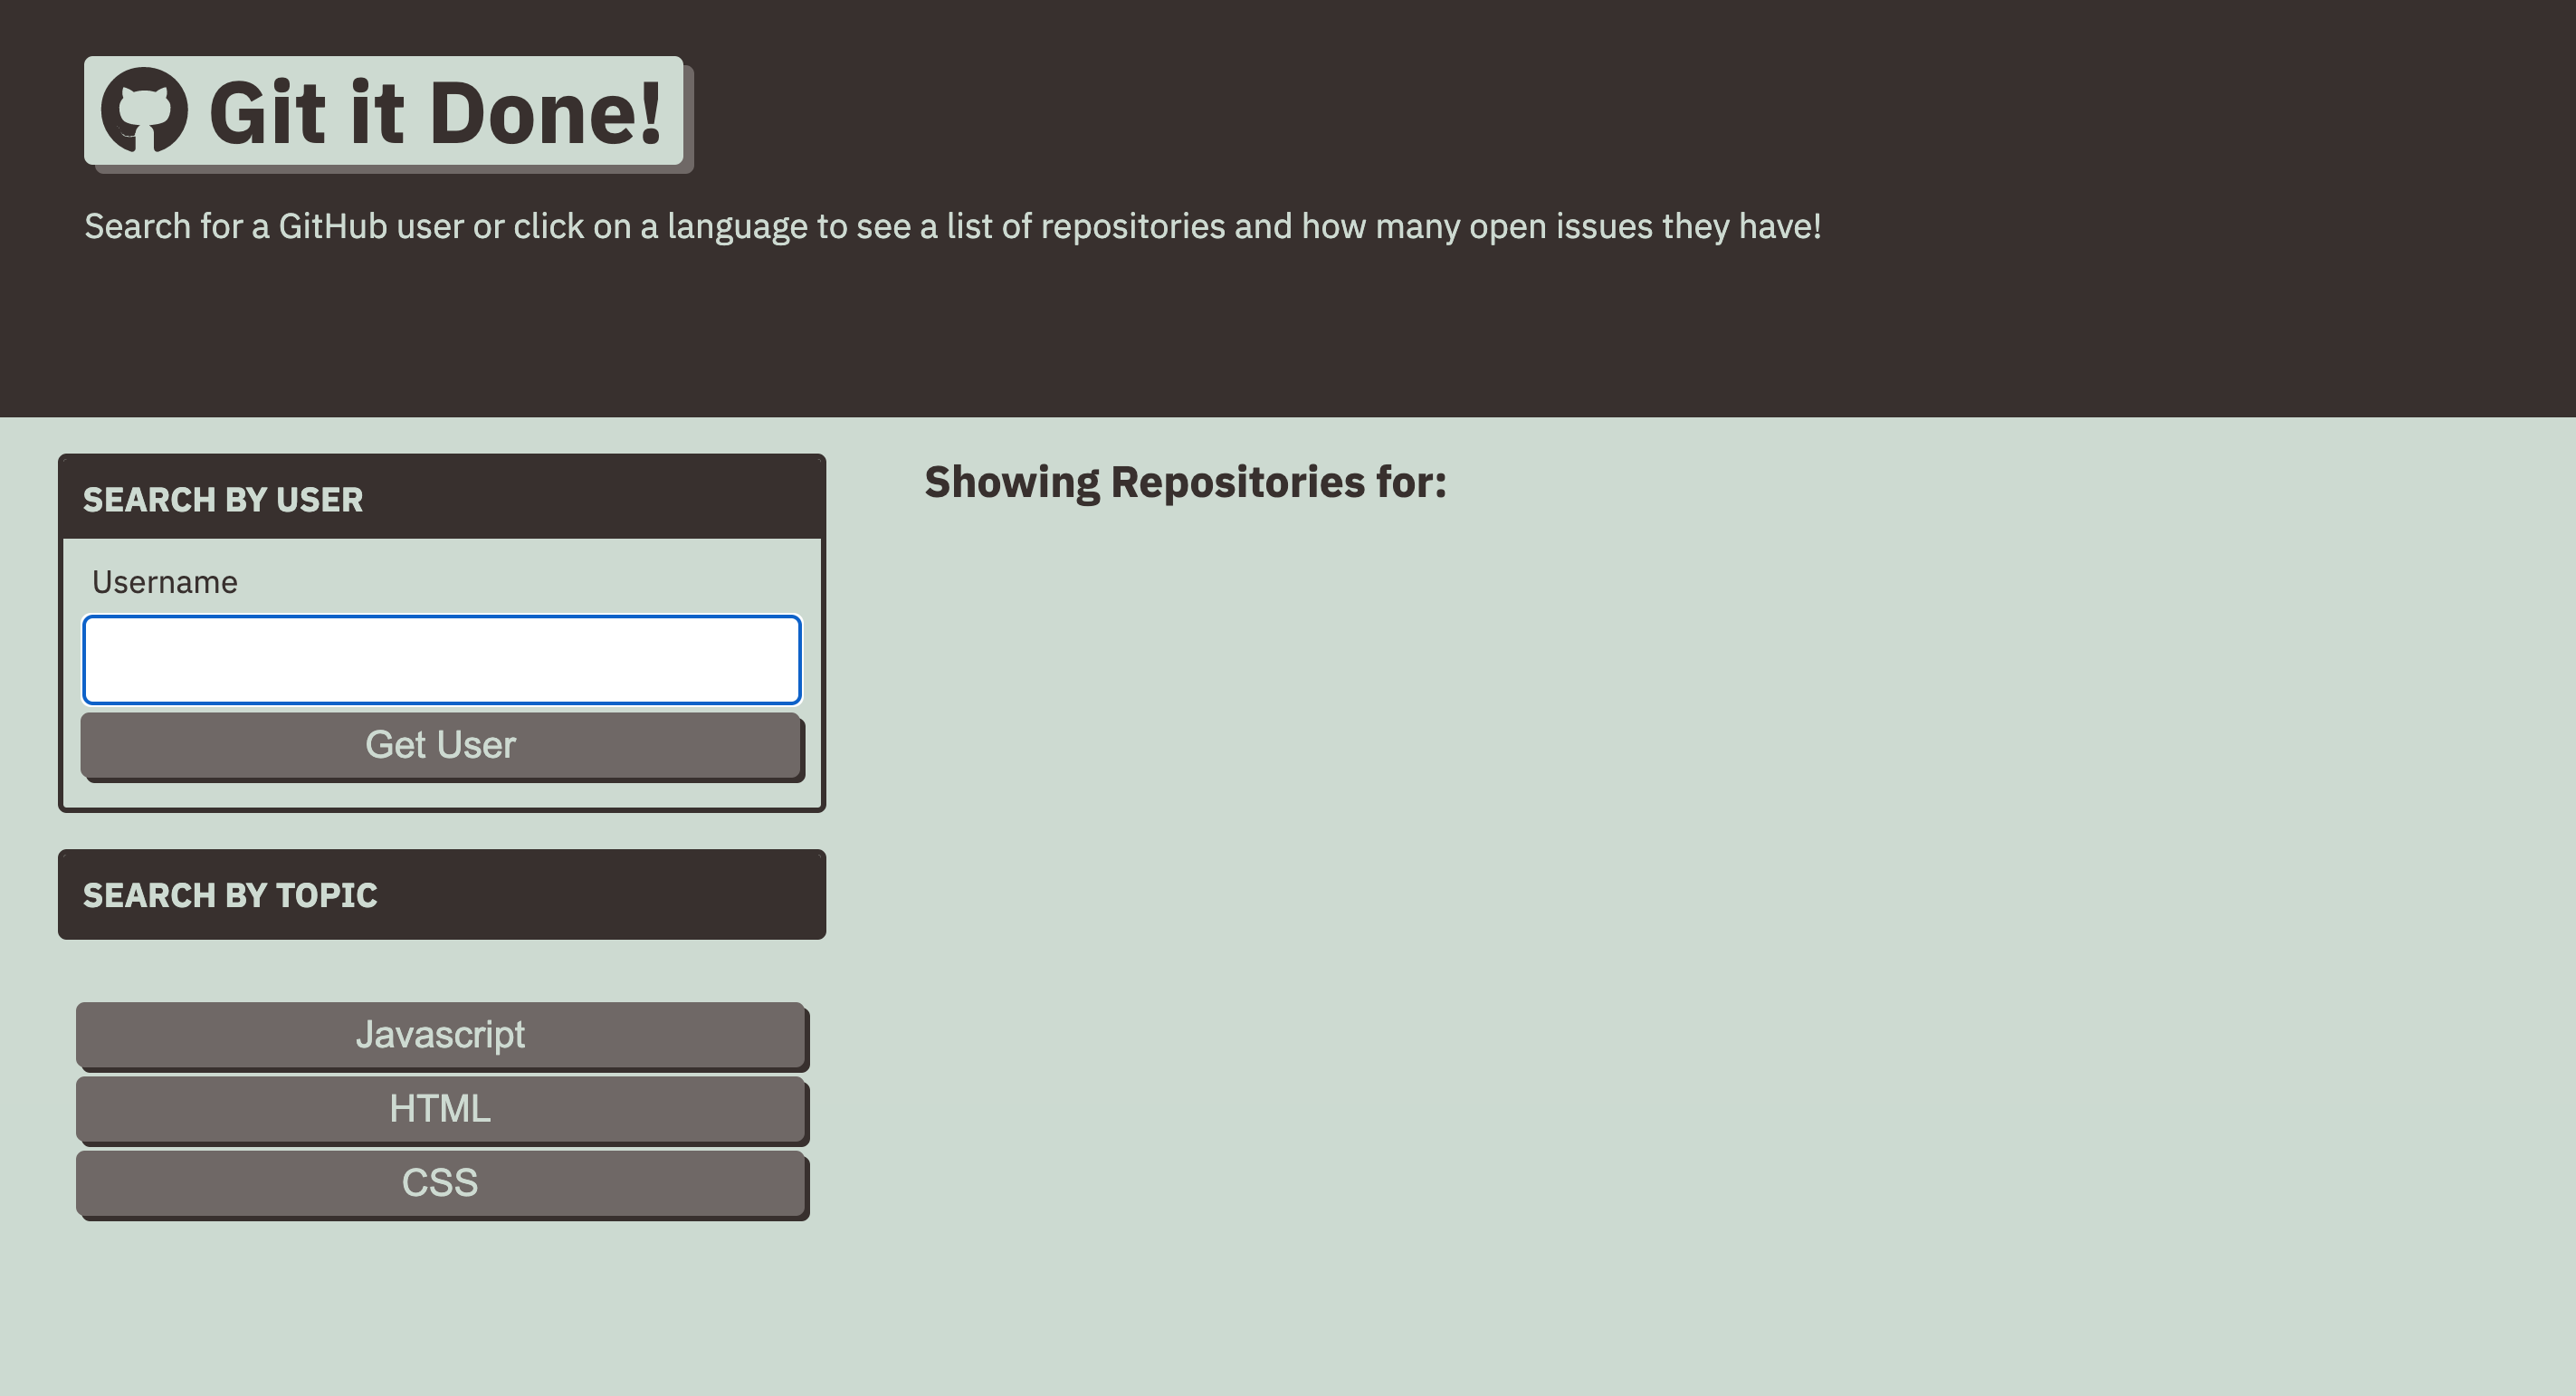 Git it Done!
Search for a GitHub user or click on a language to see a list of repositories and how many open issues they have!
SEARCH BY USER
Username
Get User
SEARCH BY TOPIC
Javascript
HTML
CSS
Showing Repositories for: